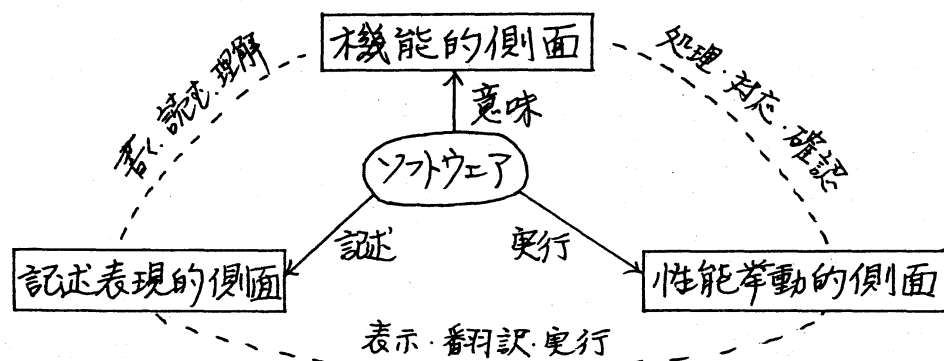 機能的側面
書く・読む・理解
処理・対応・確認
意味
ソフトウェア
記述
実行
記述表現的側面
性能挙動的側面
表示・翻訳・実行